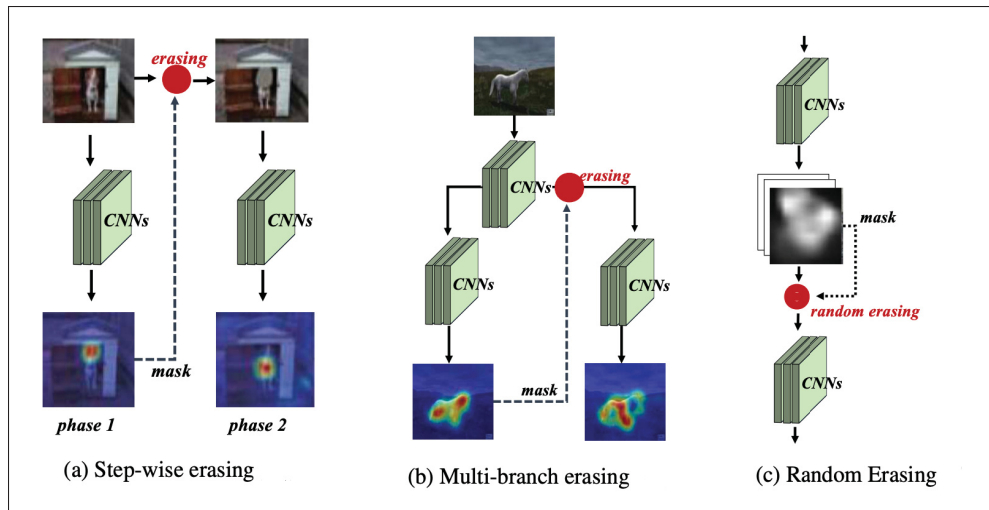 erasing
CNNs
CNNs
mask
phase 1
phase 2
(a) Step-wise erasing
CNNs
erasing
CNNs
CNNs
mask
(b) Multi-branch erasing
CNNs
mask
random erasing
CNNs
(c) Random Erasing